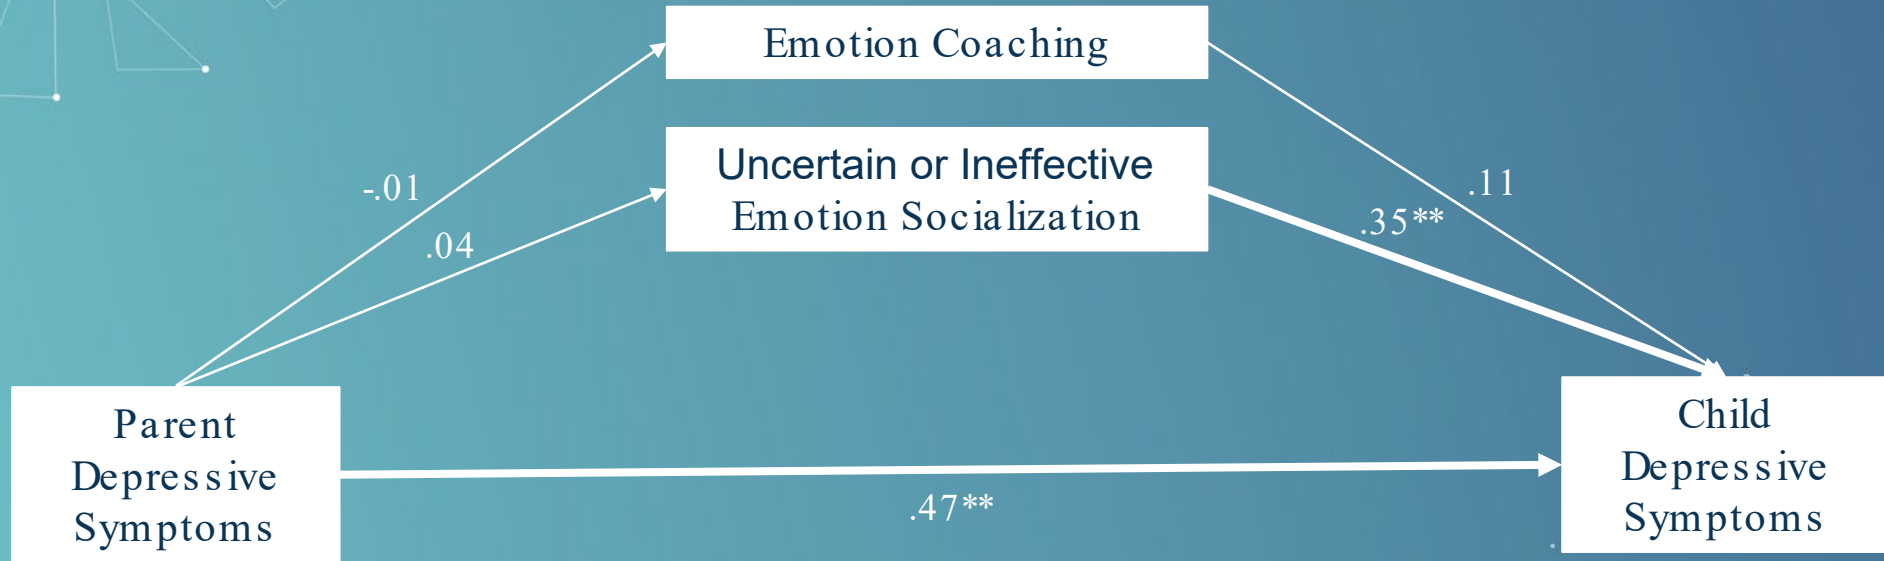 Emotion Coaching
Uncertain or Ineffective
Emotion Socialization
-.01
.04
.11
.35**
Parent
Depressive
Symptoms
.47**
Child
Depressive
Symptoms